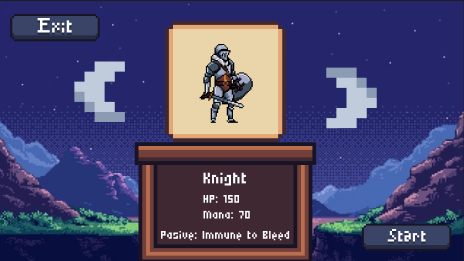 Exit
Knight
HP: 150
Mana: 70
Pasive: Immune to Bleed
Start